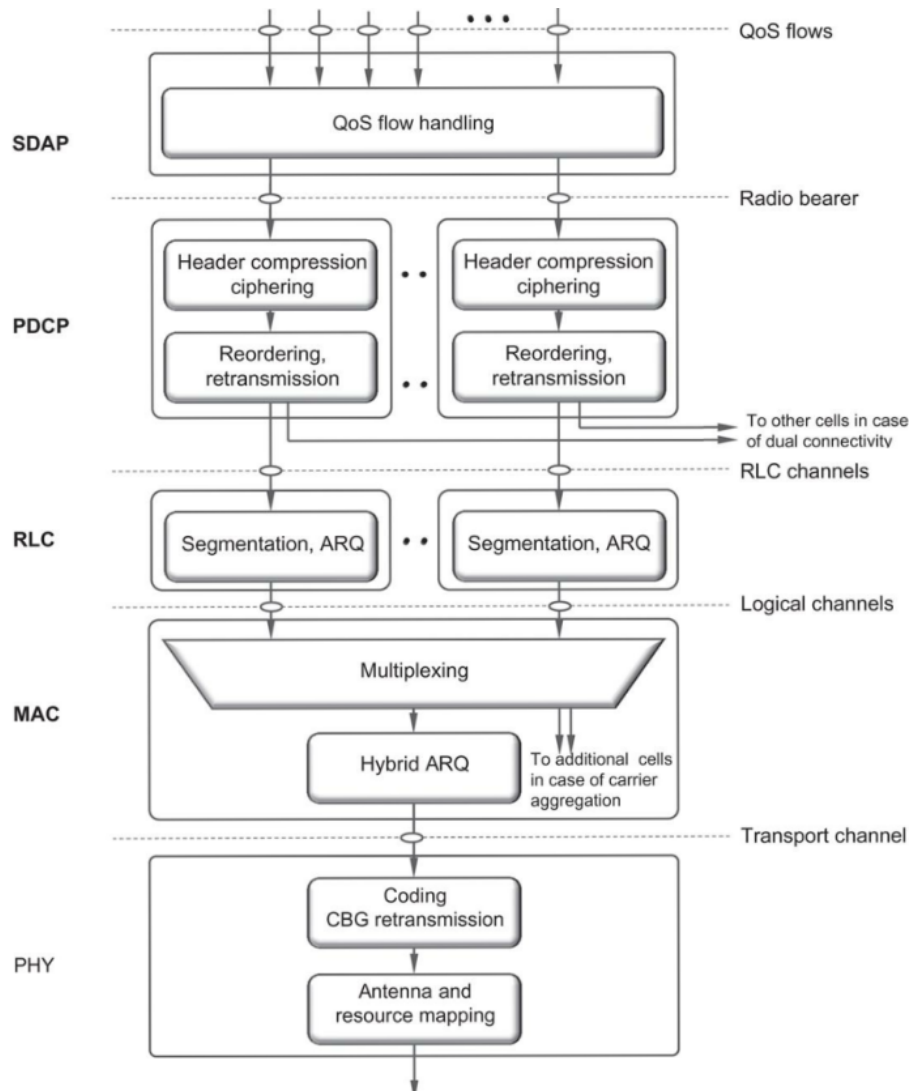 QoS flows
QoS flow handling
SDAP
Radio bearer
Header compression
ciphering
Header compression
ciphering
PDCP
Reordering,
retransmission
Reordering,
retransmission
To other cells in case
of dual connectivity
RLC channels
RLC
Segmentation, ARQ
Segmentation, ARQ
Logical channels
Multiplexing
MAC
Hybrid ARQ
To additional cells
in case of carrier
aggregation
Transport channel
Coding
CBG retransmission
PHY
Antenna and
resource mapping